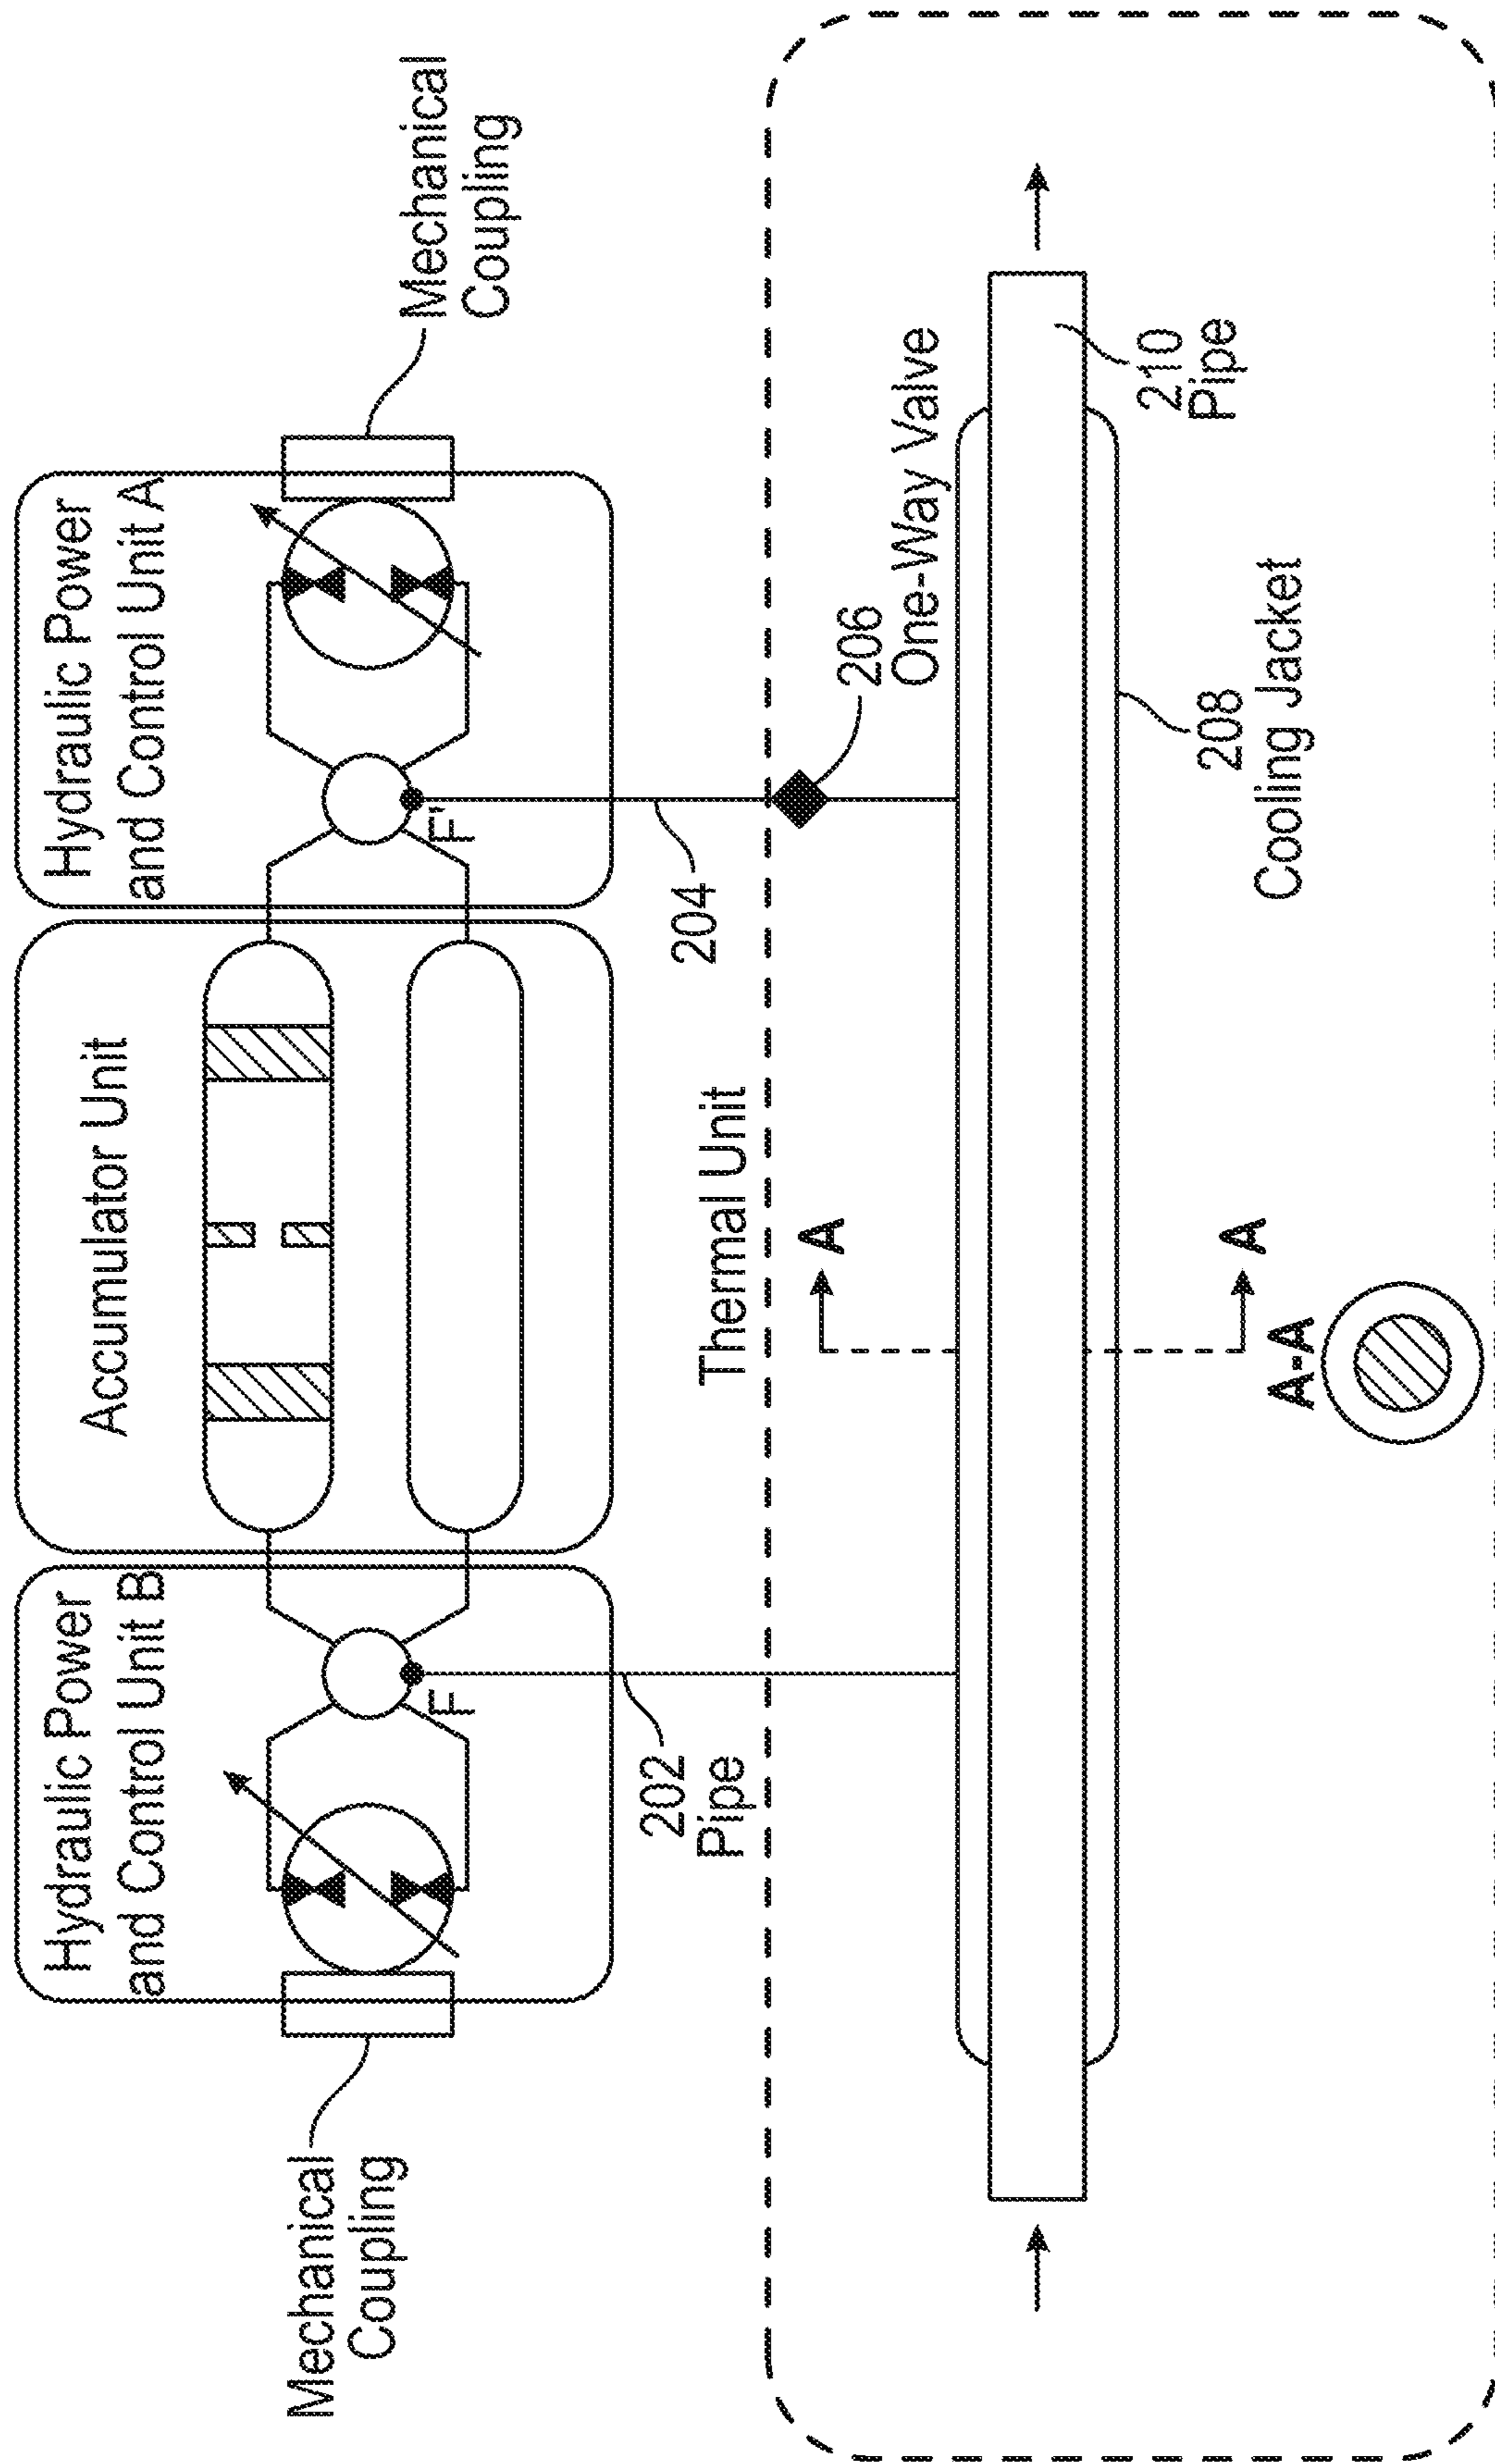 Mechanical
Coupling
Hydraulic Power
and Control Unit B
F
Accumulator Unit
Hydraulic Power
and Control Unit A
F'
Mechanical
Coupling
202
Pipe
204
Thermal Unit
206
One-Way Valve
A
A
A-A
208
Cooling Jacket
210
Pipe